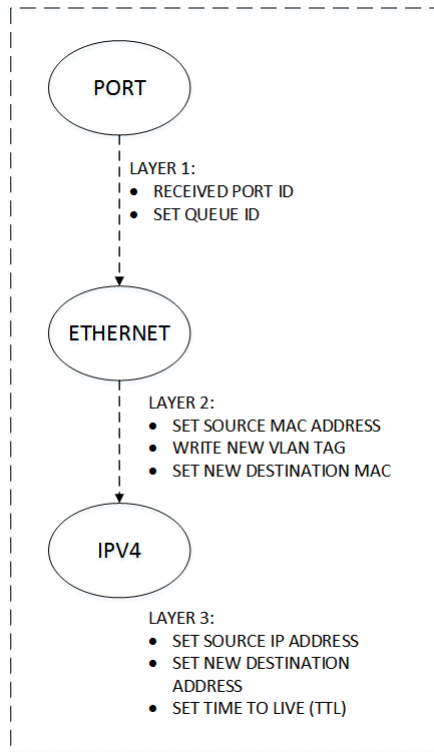 PORT
LAYER 1:
• RECEIVED PORT ID
• SET QUEUE ID
ETHERNET
LAYER 2:
• SET SOURCE MAC ADDRESS
• WRITE NEW VLAN TAG
• SET NEW DESTINATION MAC
IPV4
LAYER 3:
• SET SOURCE IP ADDRESS
• SET NEW DESTINATION
ADDRESS
• SET TIME TO LIVE (TTL)